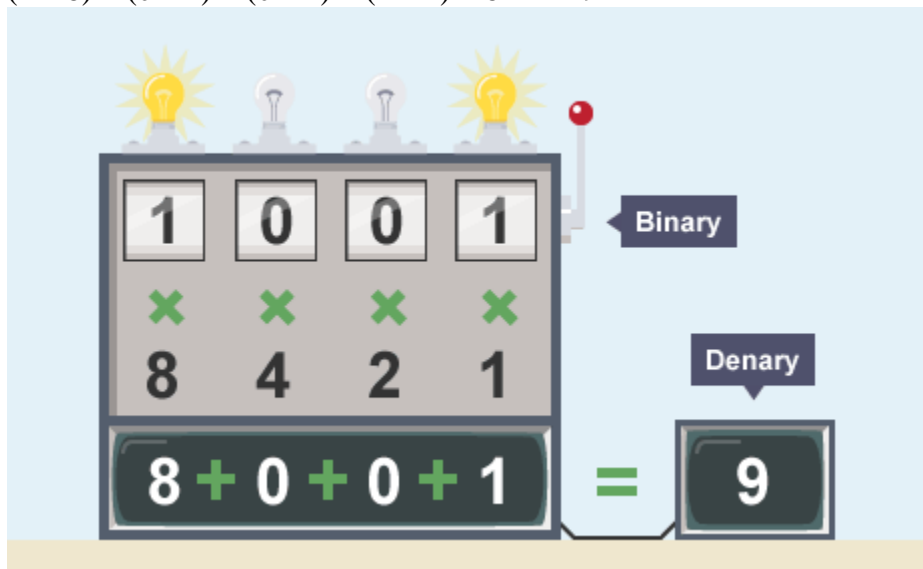 1 0 0 1
Binary
× × × ×
8 4 2 1
Denary
8 + 0 + 0 + 1 = 9